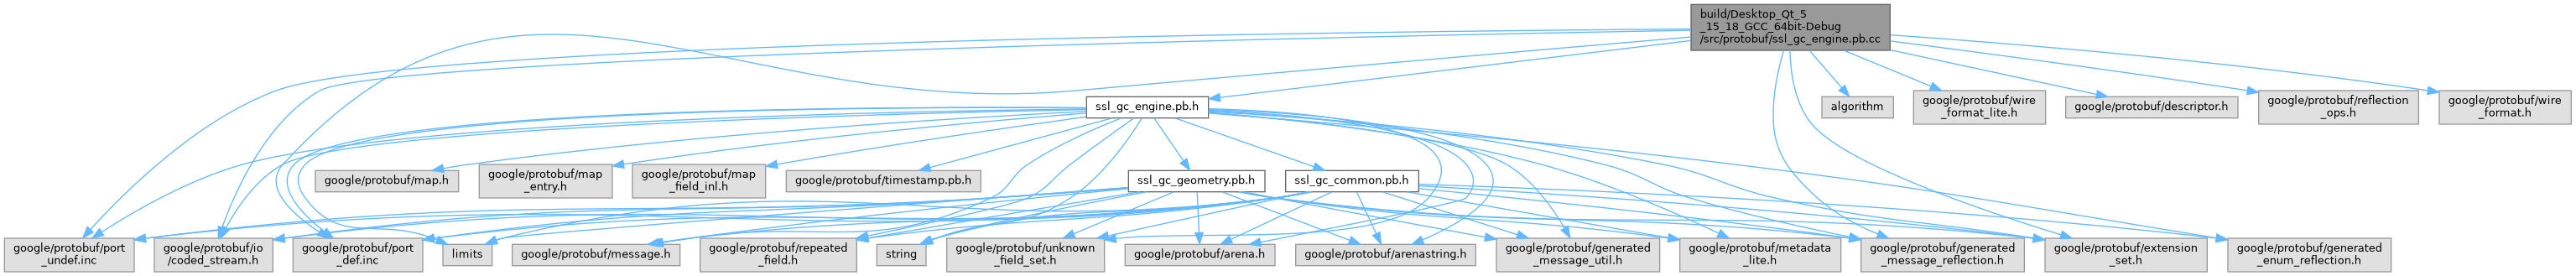 build/Desktop_Qt_5
_15_18_GCC_64bit-Debug
/src/protobuf/ssl_gc_engine.pb.cc
ssl_gc_engine.pb.h
algorithm
google/protobuf/wire
_format_lite.h
google/protobuf/descriptor.h
google/protobuf/reflection
_ops.h
google/protobuf/wire
_format.h
google/protobuf/map.h
google/protobuf/map
_entry.h
google/protobuf/map
_field_inl.h
google/protobuf/timestamp.pb.h
ssl_gc_geometry.pb.h
ssl_gc_common.pb.h
google/protobuf/port
_undef.inc
google/protobuf/io
/coded_stream.h
google/protobuf/port
_def.inc
limits
google/protobuf/message.h
google/protobuf/repeated
_field.h
string
google/protobuf/unknown
_field_set.h
google/protobuf/arena.h
google/protobuf/arenastring.h
google/protobuf/generated
_message_util.h
google/protobuf/metadata
_lite.h
google/protobuf/generated
_message_reflection.h
google/protobuf/extension
_set.h
google/protobuf/generated
_enum_reflection.h